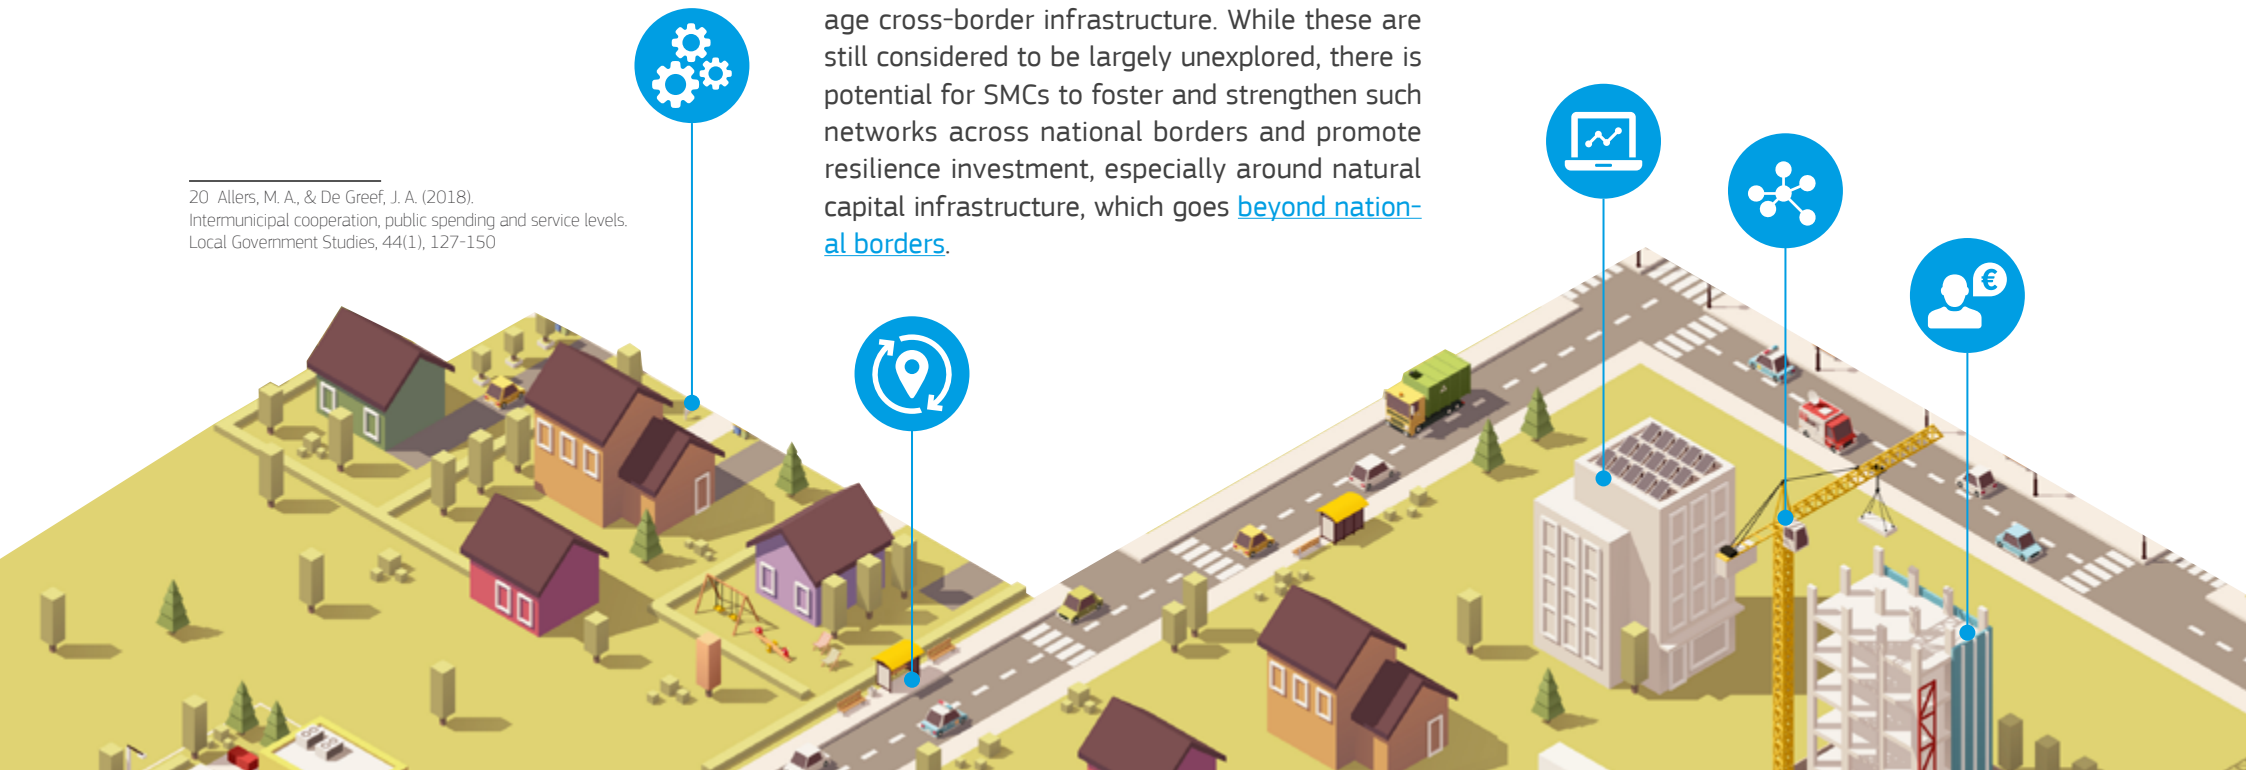 age cross-border infrastructure. While these are
still considered to be largely unexplored, there is
potential for SMCs to foster and strengthen such
networks across national borders and promote
resilience investment, especially around natural
capital infrastructure, which goes beyond nation-
al borders.
20 Allers, M. A., & De Greef, J. A. (2018).
Intermunicipal cooperation, public spending and service levels.
Local Government Studies, 44(1), 127-150
€